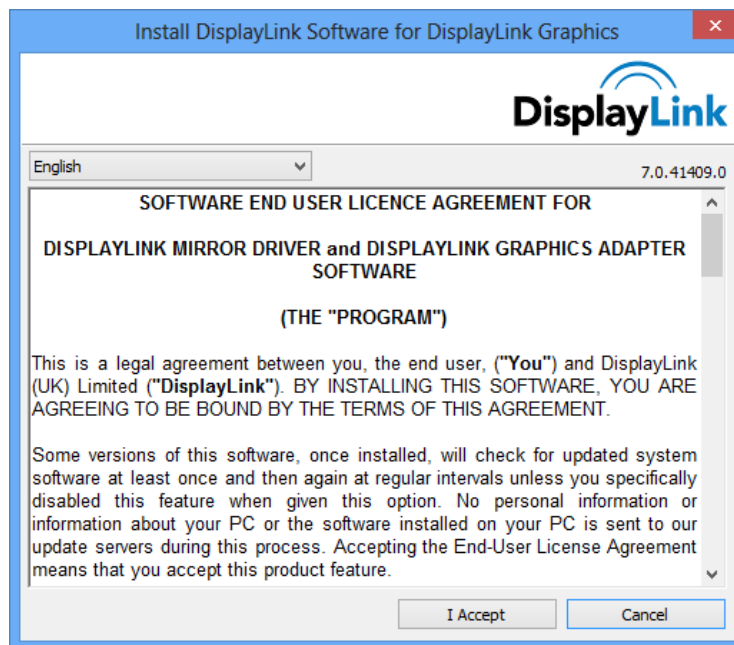 Install DisplayLink Software for DisplayLink Graphics
DisplayLink
English
7.0.41409.0
SOFTWARE END USER LICENCE AGREEMENT FOR
DISPLAYLINK MIRROR DRIVER and DISPLAYLINK GRAPHICS ADAPTER
SOFTWARE
(THE "PROGRAM")
This is a legal agreement between you, the end user, ("You") and DisplayLink
(UK) Limited ("DisplayLink"). BY INSTALLING THIS SOFTWARE, YOU ARE
AGREEING TO BE BOUND BY THE TERMS OF THIS AGREEMENT.
Some versions of this software, once installed, will check for updated system
software at least once and then again at regular intervals unless you specifically
disabled this feature when given this option. No personal information or
information about your PC or the software installed on your PC is sent to our
update servers during this process. Accepting the End-User License Agreement
means that you accept this product feature.
I Accept
Cancel